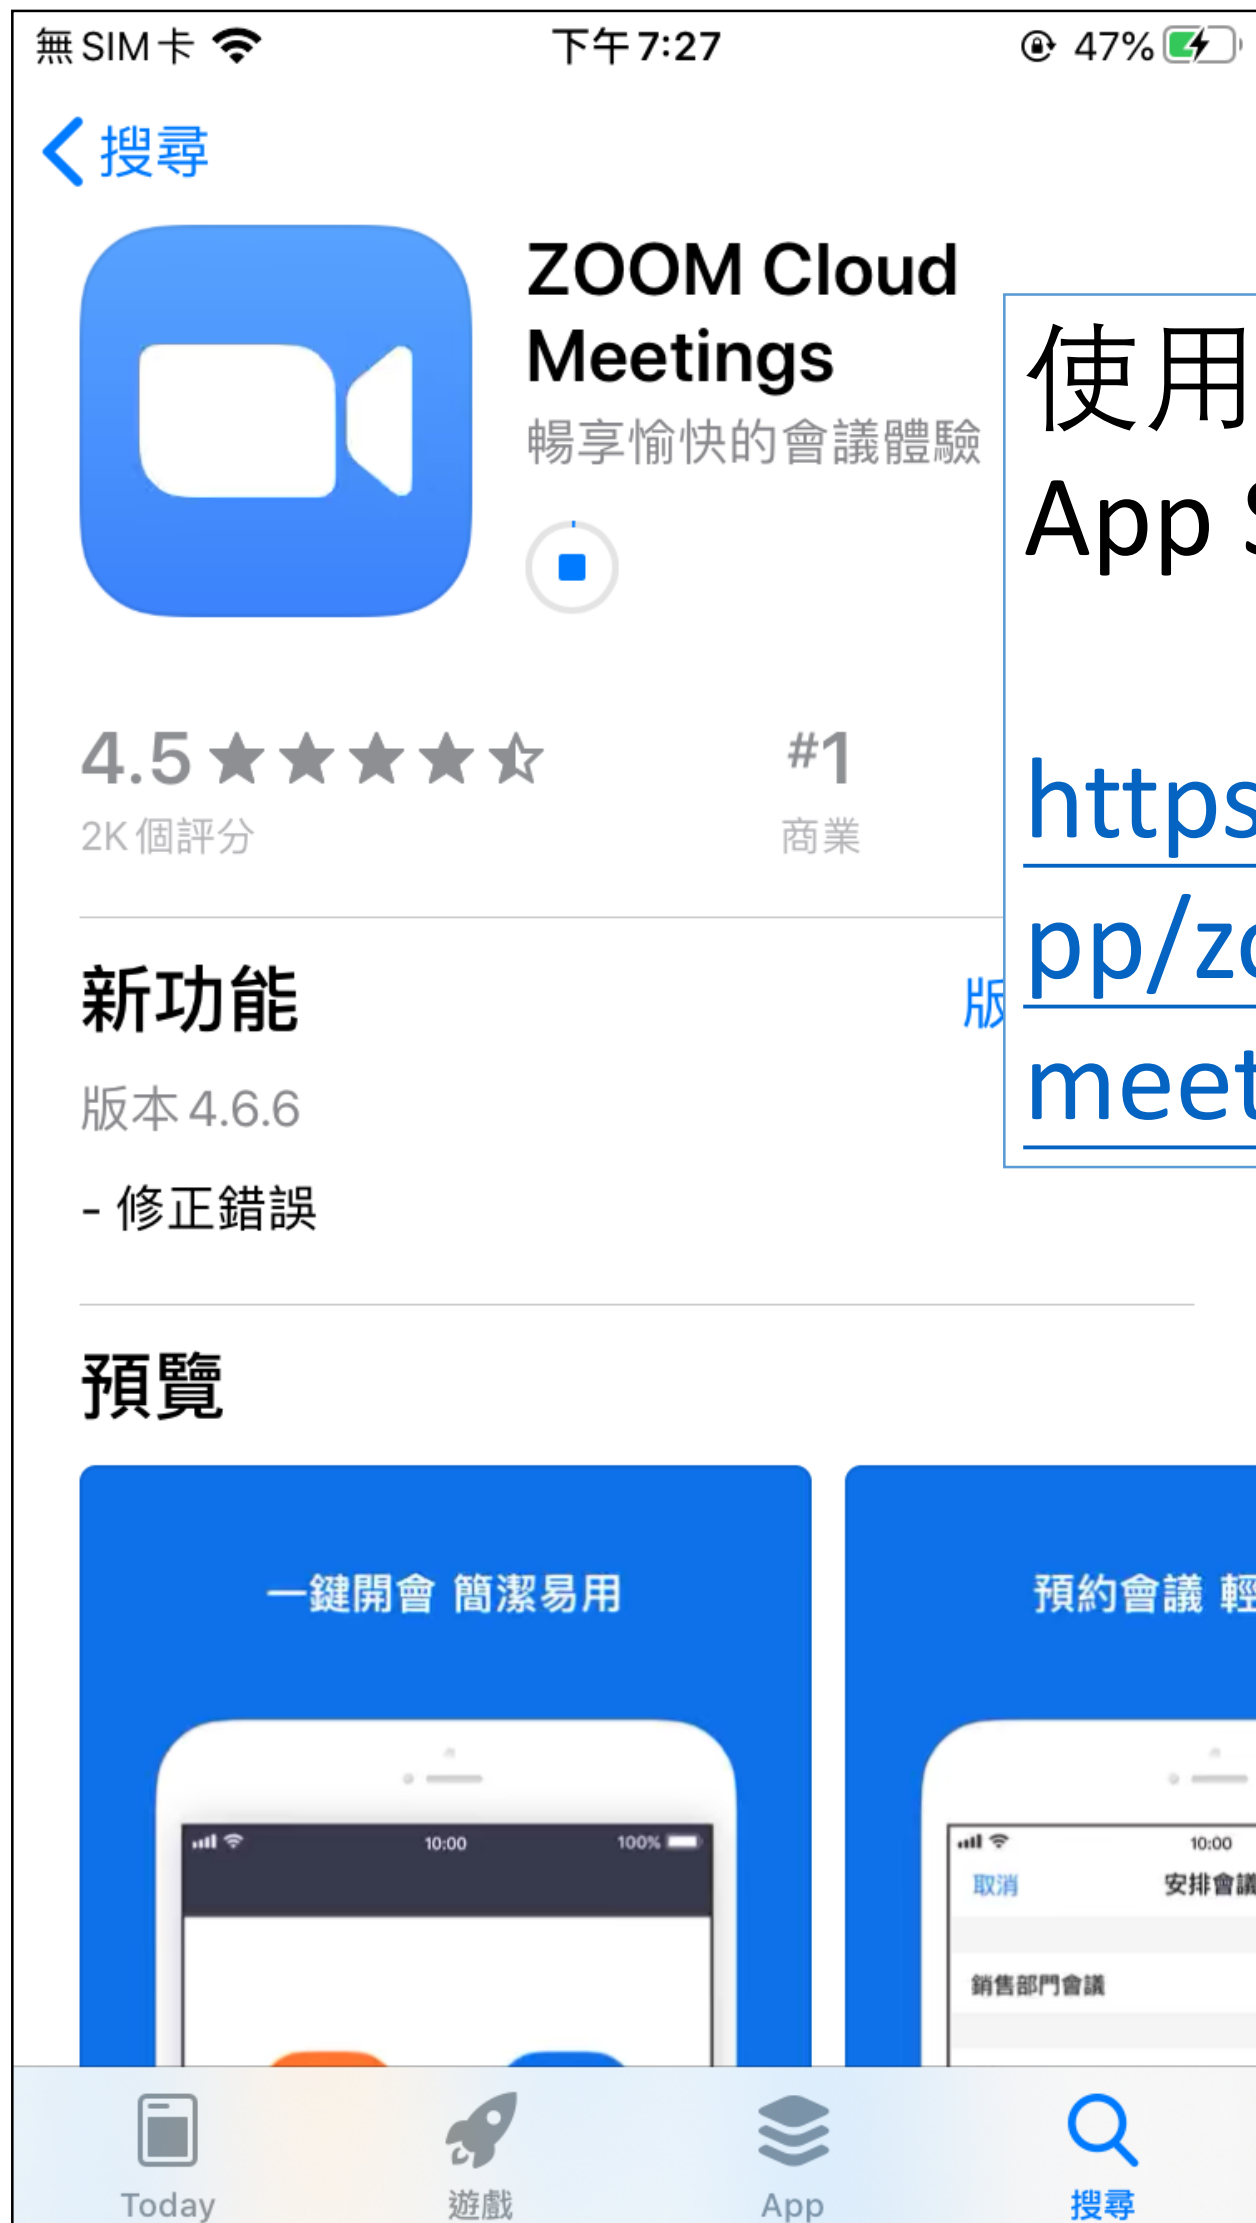 無SIM卡 下午7:27 47%
搜尋
ZOOM Cloud
Meetings
暢享愉快的會議體驗
使用
App
https
pp/zo
meet
4.5 #1
2K個評分 商業
新功能 版
版本4.6.6
- 修正錯誤
預覽
一鍵開會 簡潔易用
預約會議 輕
10:00 100%
10:00
取消 安排會議
銷售部門會議
Today 遊戲 App 搜尋